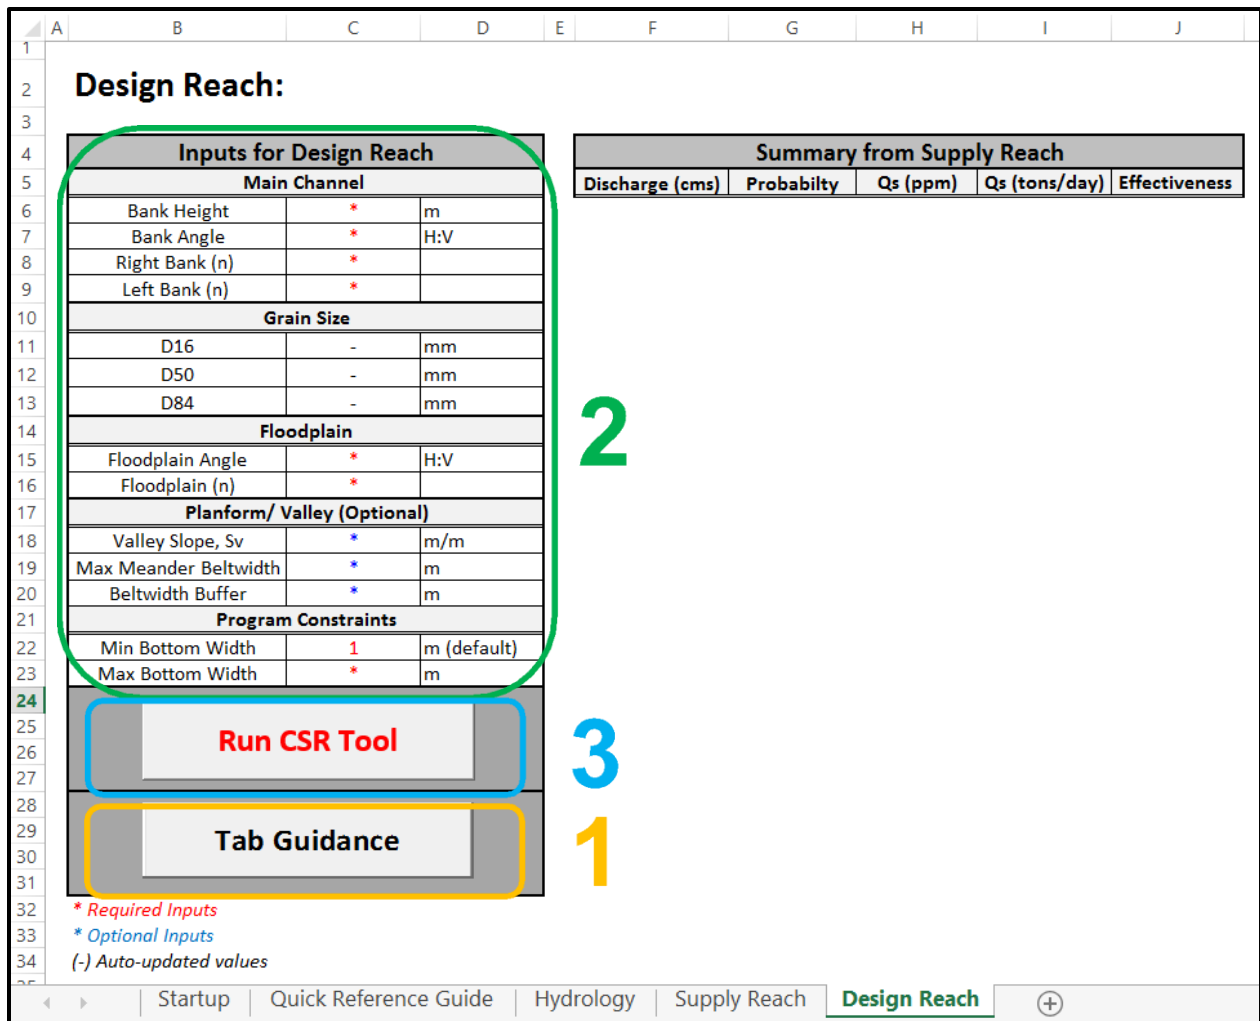 A B C D E F G H I J
1
2 Design Reach:
3
4 Inputs for Design Reach Summary from Supply Reach
5 Main Channel Discharge (cms) Probabilty Qs (ppm) Qs (tons/day) Effectiveness
6 Bank Height * m
7 Bank Angle * H:V
8 Right Bank (n) *
9 Left Bank (n) *
10 Grain Size
11 D16 - mm
12 D50 - mm
13 D84 - mm
2
14 Floodplain
15 Floodplain Angle * H:V
16 Floodplain (n) *
17 Planform/ Valley (Optional)
18 Valley Slope, Sv * m/m
19 Max Meander Beltwidth * m
20 Beltwidth Buffer * m
21 Program Constraints
22 Min Bottom Width 1 m (default)
23 Max Bottom Width * m
24
25
Run CSR Tool 3
26
27
28
29
Tab Guidance 1
30
31
32 * Required Inputs
33 * Optional Inputs
34 (-) Auto-updated values
Startup Quick Reference Guide Hydrology Supply Reach Design Reach